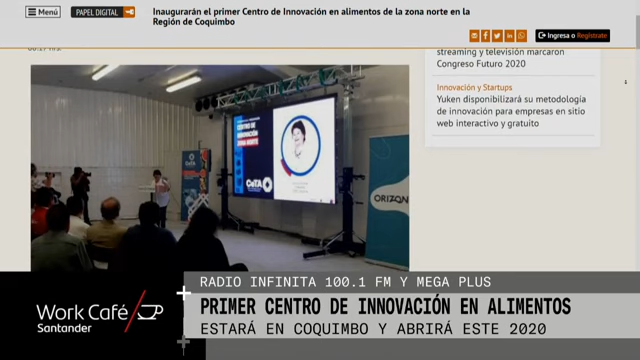 Menú
PAPEL DIGITAL
Inaugurarán el primer Centro de Innovación en alimentos de la zona norte en la
Región de Coquimbo
Ingresa o Regístrate
streaming y televisión marcaron
Congreso Futuro 2020
Innovación y Startups
Yuken disponibilizará su metodología
de innovación para empresas en sitio
web interactivo y gratuito
CENTRO DE
INNOVACIÓN
ZONA NORTE
CeTA
ORIZON
RADIO INFINITA 100.1 FM Y MEGA PLUS
Work Café
Santander
PRIMER CENTRO DE INNOVACIÓN EN ALIMENTOS
ESTARÁ EN COQUIMBO Y ABRIRÁ ESTE 2020